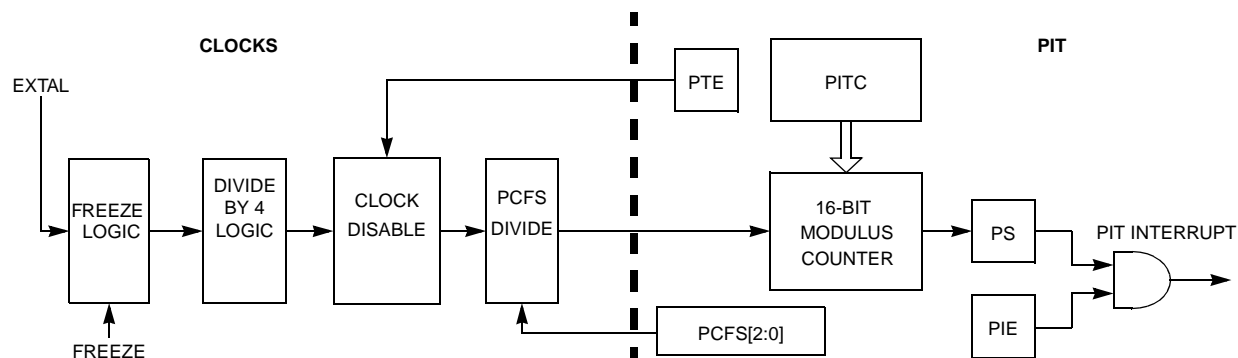 CLOCKS
PIT
EXTAL
PTE
PITC
FREEZE
LOGIC
DIVIDE
BY 4
LOGIC
CLOCK
DISABLE
PCFS
DIVIDE
16-BIT
MODULUS
COUNTER
PS
PIT INTERRUPT
PIE
PCFS[2:0]
FREEZE